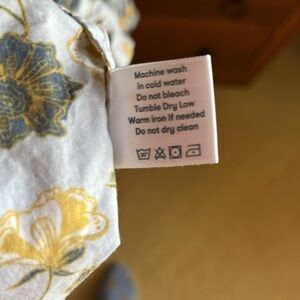 Machine wash
in cold water
Do not bleach
Tumble Dry Low
Warm iron if needed
Do not dry clean
30°